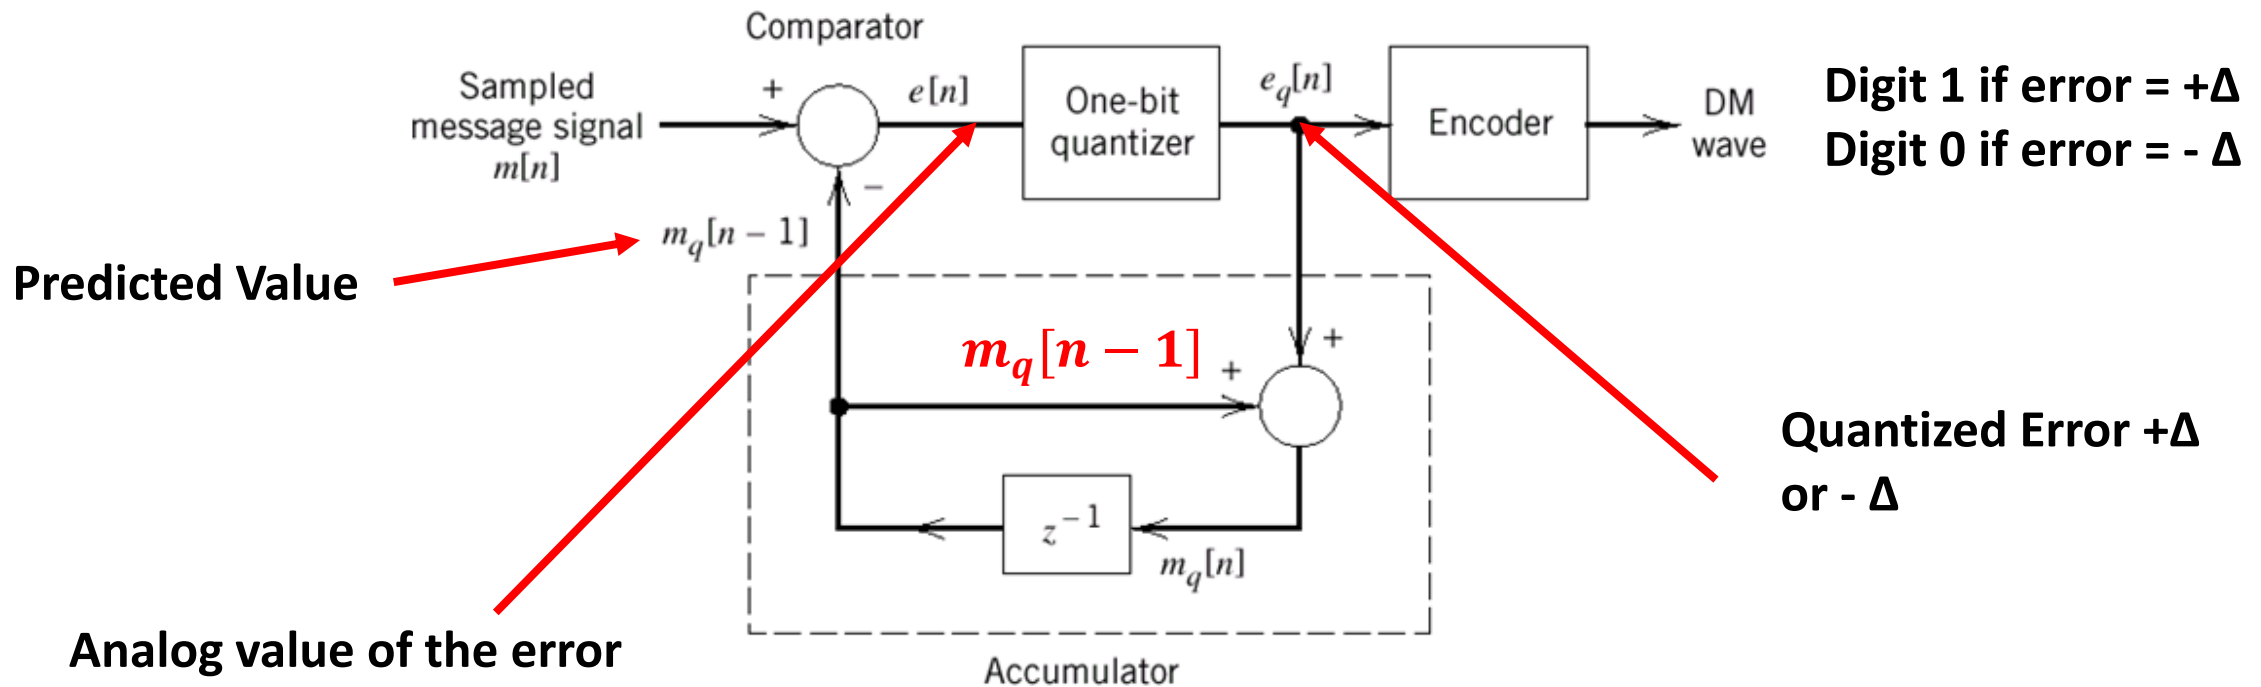 Comparator
Sampled
message signal
m[n]
+
−
e[n]
One-bit
quantizer
e_q[n]
Encoder
DM
wave
Digit 1 if error = +Δ
Digit 0 if error = - Δ
m_q[n − 1]
Predicted Value
m_q[n − 1]
+
+
Quantized Error +Δ
or - Δ
z^−1
m_q[n]
Analog value of the error
Accumulator